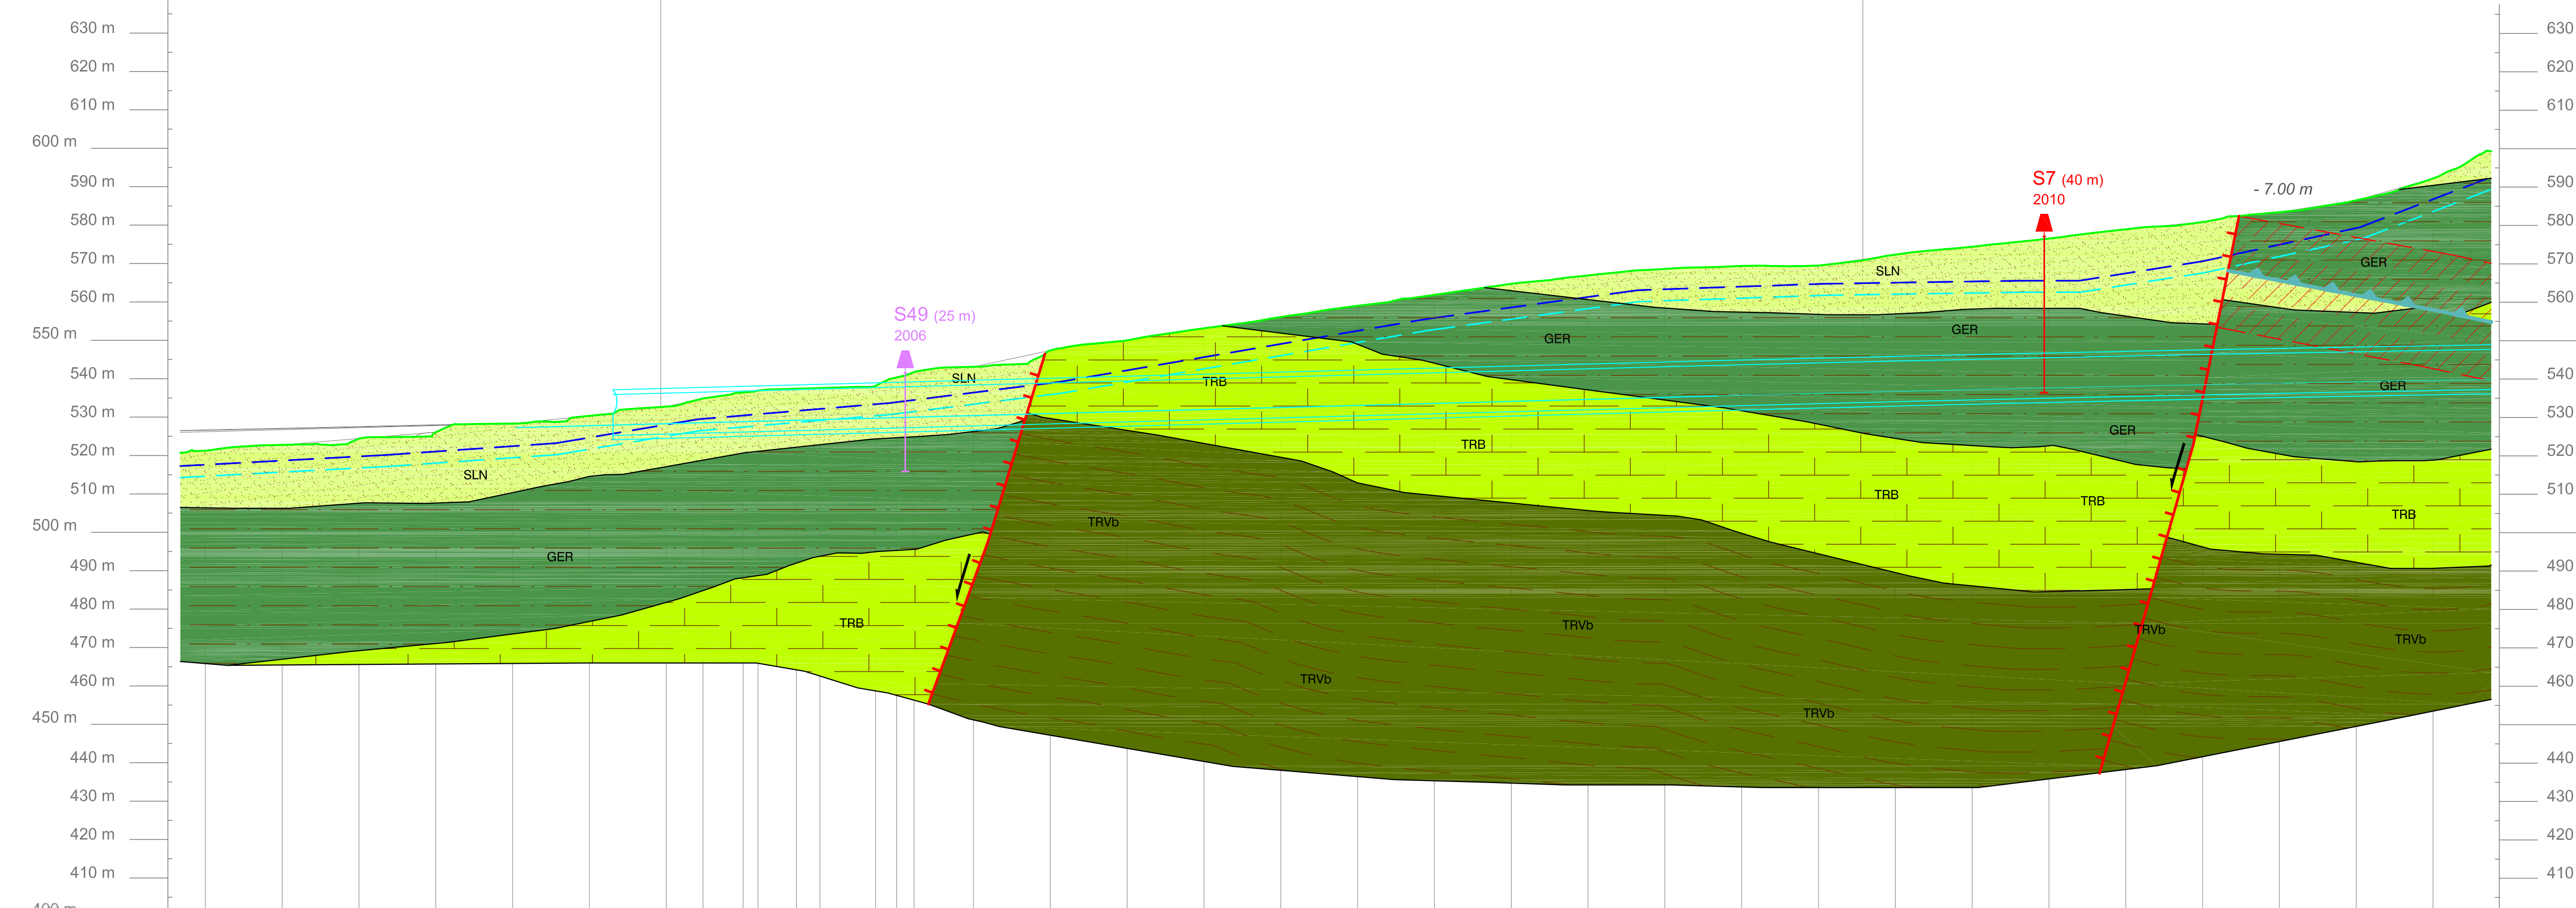 630 m
630
620 m
620
610 m
610
600 m
590 m
590
S7 (40 m)
2010
- 7.00 m
580 m
580
570 m
570
SLN
GER
560 m
560
S49 (25 m)
2006
550 m
GER
GER
540 m
540
SLN
TRB
GER
530 m
530
GER
520 m
520
TRB
SLN
510 m
510
TRB
TRB
TRB
500 m
TRVb
GER
490 m
490
480 m
480
TRB
TRVb
TRVb
TRVb
470 m
470
460 m
460
TRVb
450 m
TRVb
440 m
440
430 m
430
420 m
420
410 m
410
400 m